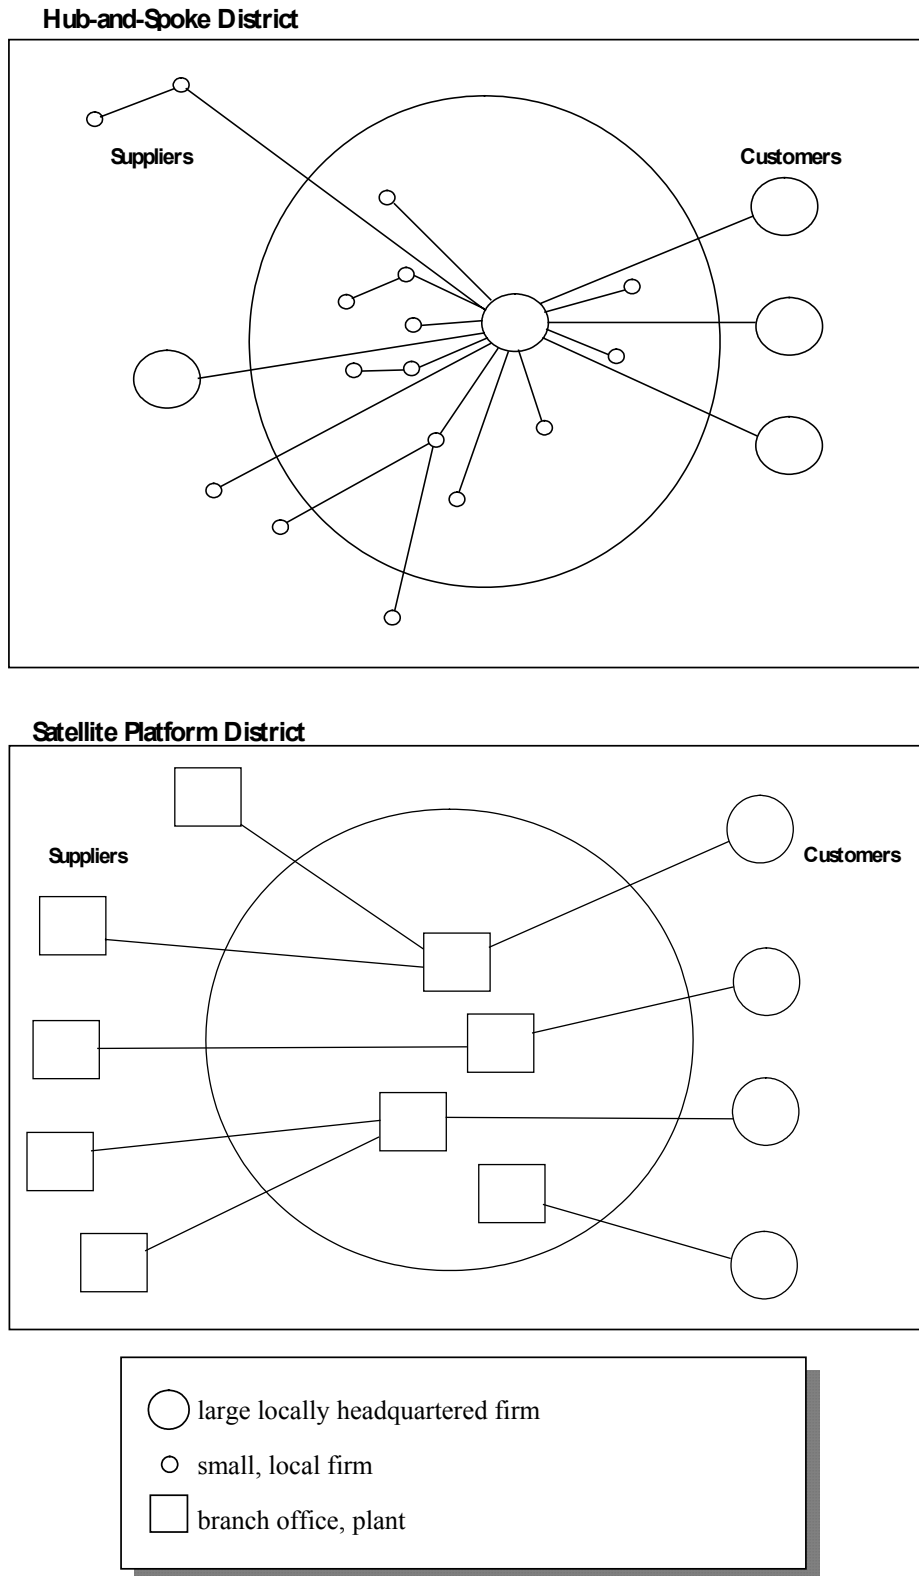 Hub-and-Spoke District
Suppliers
Customers
Satellite Platform District
Suppliers
Customers
large locally headquartered firm
small, local firm
branch office, plant